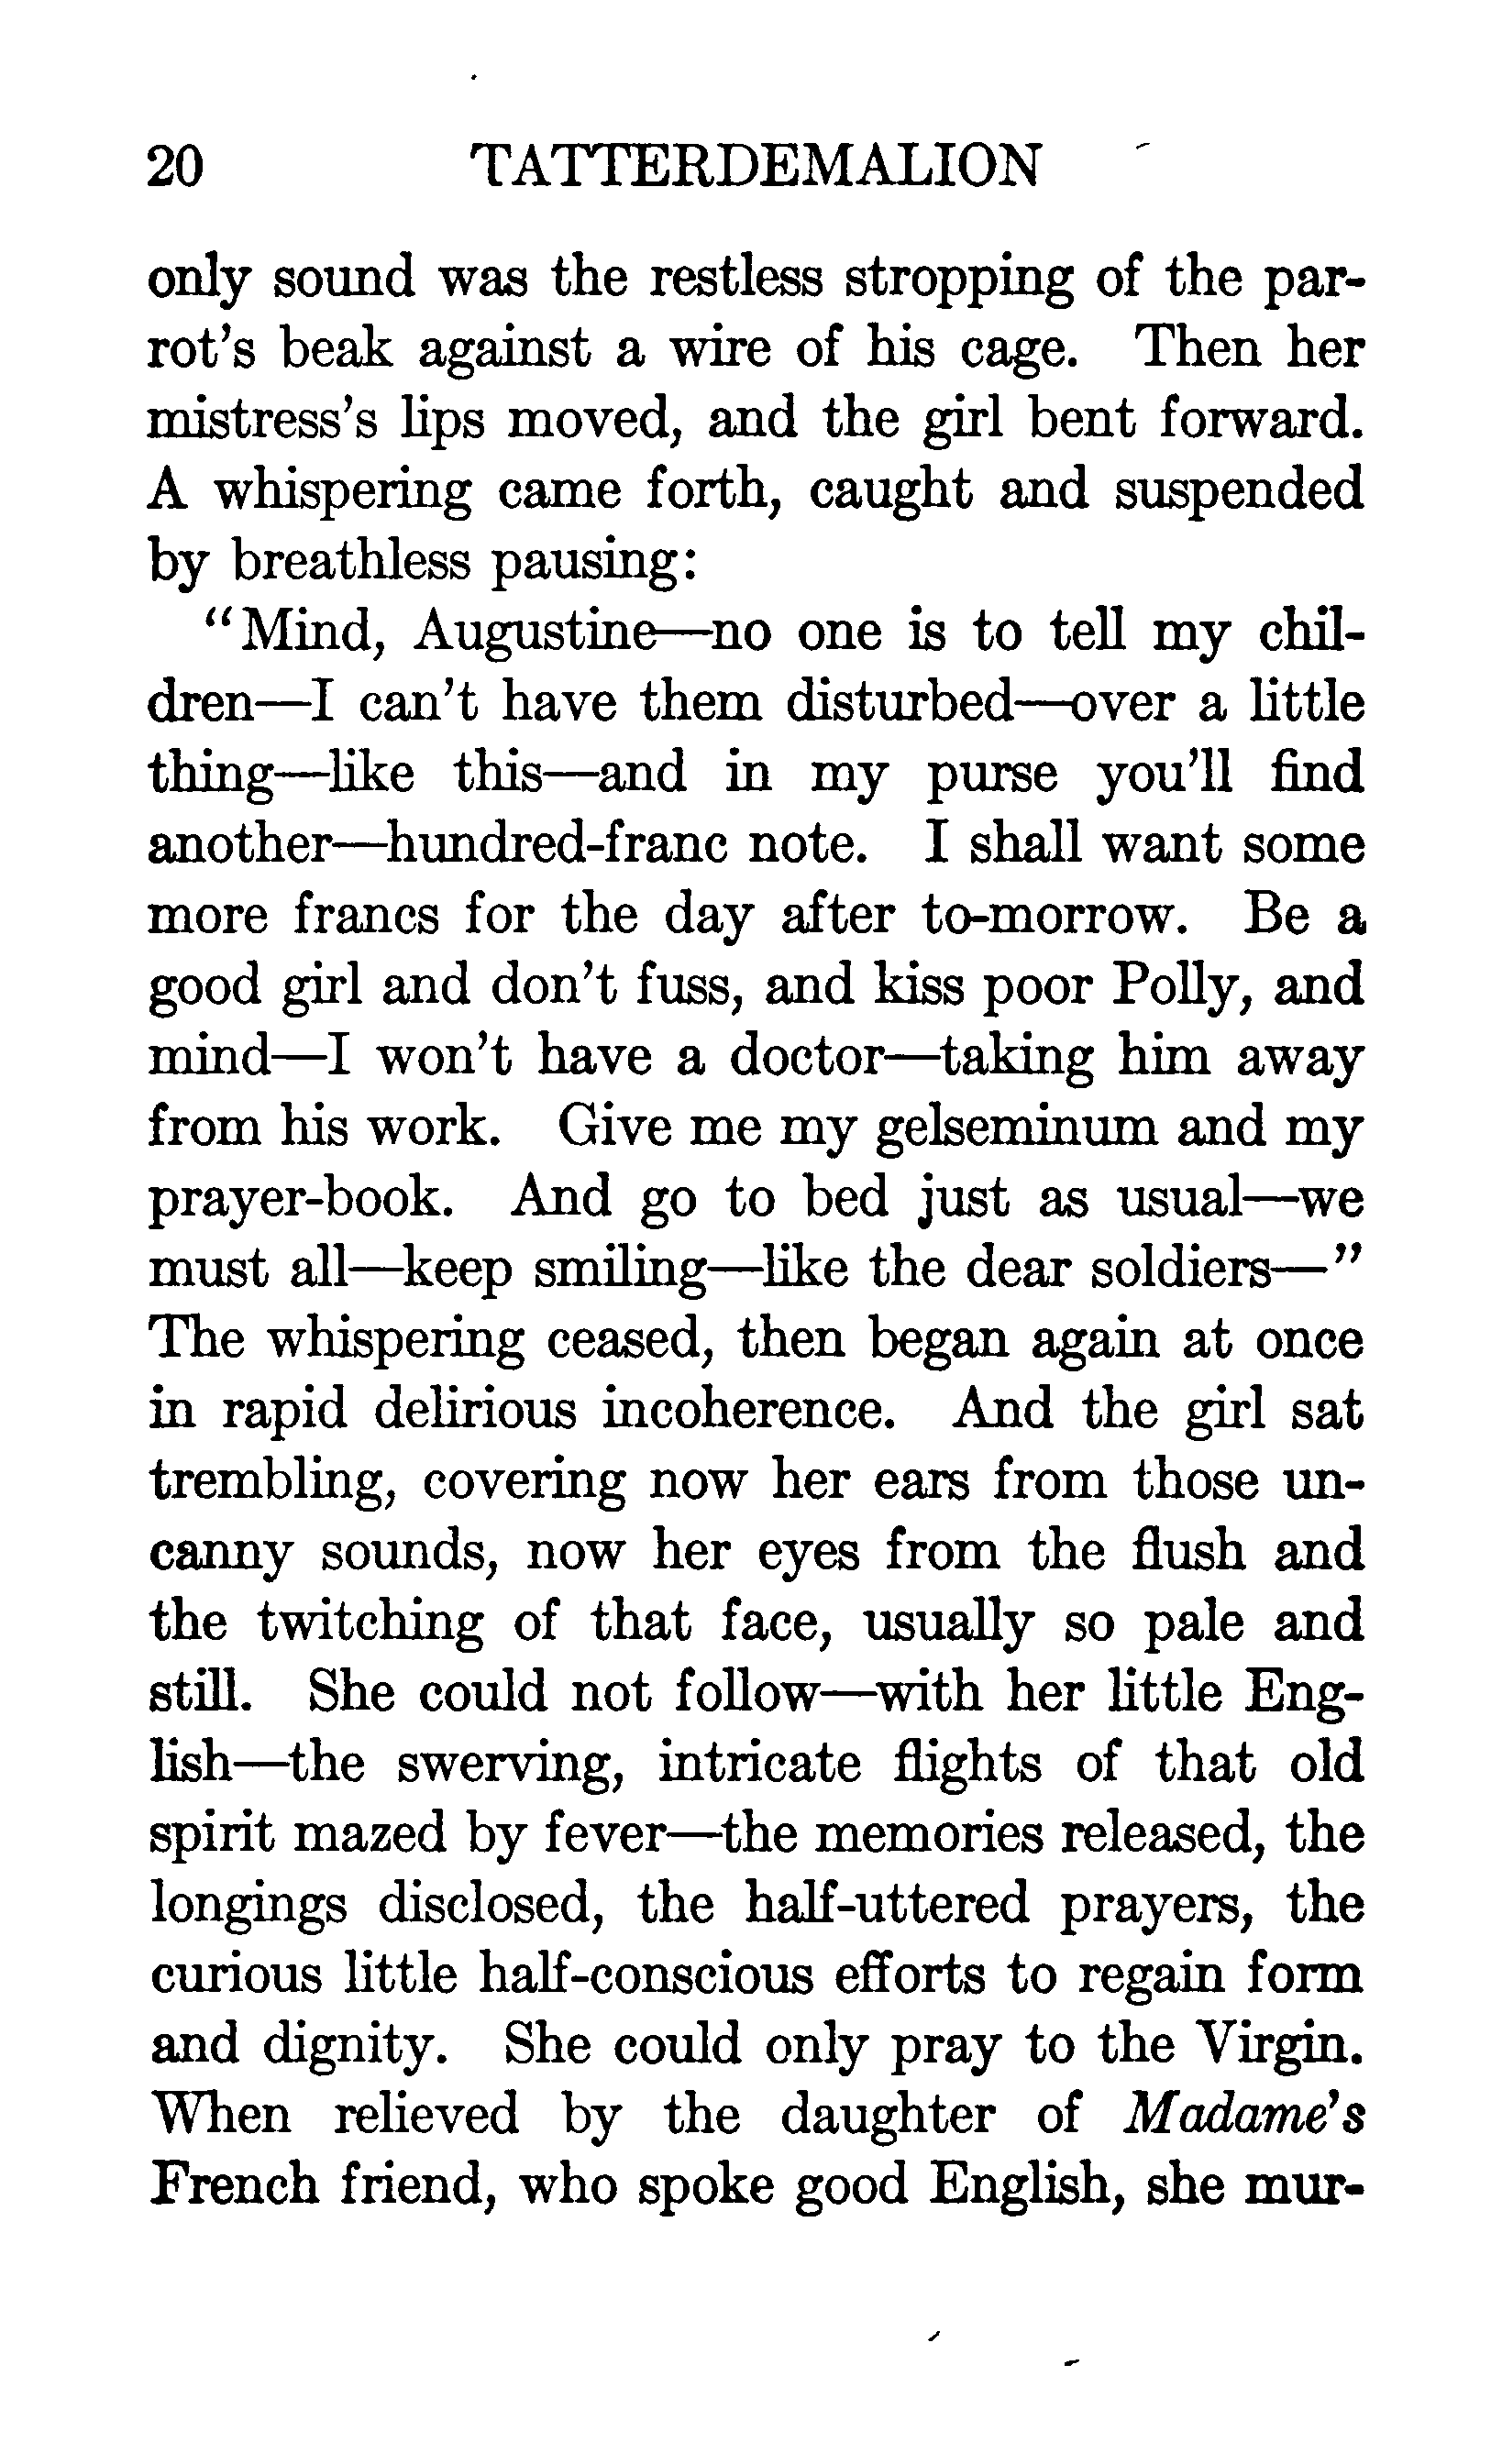 20 TATTERDEMALION
only sound was the restless stropping of the par-
rot's beak against a wire of his cage. Then her
mistress's lips moved, and the girl bent forward.
A whispering came forth, caught and suspended
by breathless pausing:
"Mind, Augustine—no one is to tell my chil-
dren—I can't have them disturbed—over a little
thing—like this—and in my purse you'll find
another—hundred-franc note. I shall want some
more francs for the day after to-morrow. Be a
good girl and don't fuss, and kiss poor Polly, and
mind—I won't have a doctor—taking him away
from his work. Give me my gelseminum and my
prayer-book. And go to bed just as usual—we
must all—keep smiling—like the dear soldiers—"
The whispering ceased, then began again at once
in rapid delirious incoherence. And the girl sat
trembling, covering now her ears from those un-
canny sounds, now her eyes from the flush and
the twitching of that face, usually so pale and
still. She could not follow—with her little Eng-
lish—the swerving, intricate flights of that old
spirit mazed by fever—the memories released, the
longings disclosed, the half-uttered prayers, the
curious little half-conscious efforts to regain form
and dignity. She could only pray to the Virgin.
When relieved by the daughter of Madame's
French friend, who spoke good English, she mur-